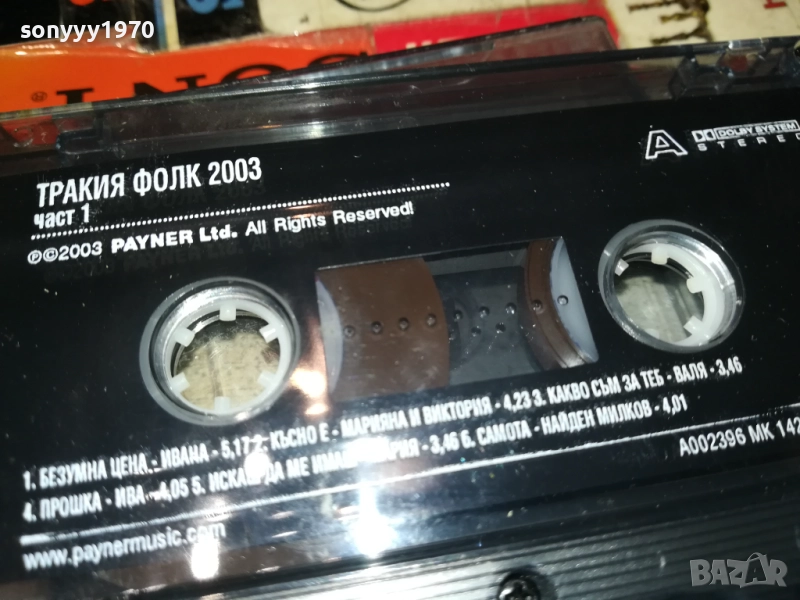 sonyyy1970
SONY
A DOLBY SYSTEM
STEREO
ТРАКИЯ ФОЛК 2003
част 1
℗©2003 PAYNER Ltd. All Rights Reserved!
1. БЕЗУМНА ЦЕНА - ИВАНА - 5,17 2. КЪСНО Е - МАРИЯНА И ВИКТОРИЯ - 4,23 3. КАКВО СЪМ ЗА ТЕБ - ВАЛЯ - 3,46
4. ПРОШКА - ИВА - 4,05 5. ИСКАШ ДА МЕ - 3,46 6. САМОТА - НАЙДЕН МИЛКОВ - 4,01
A002396 MK 142
www.paynermusic.com
BAZAR